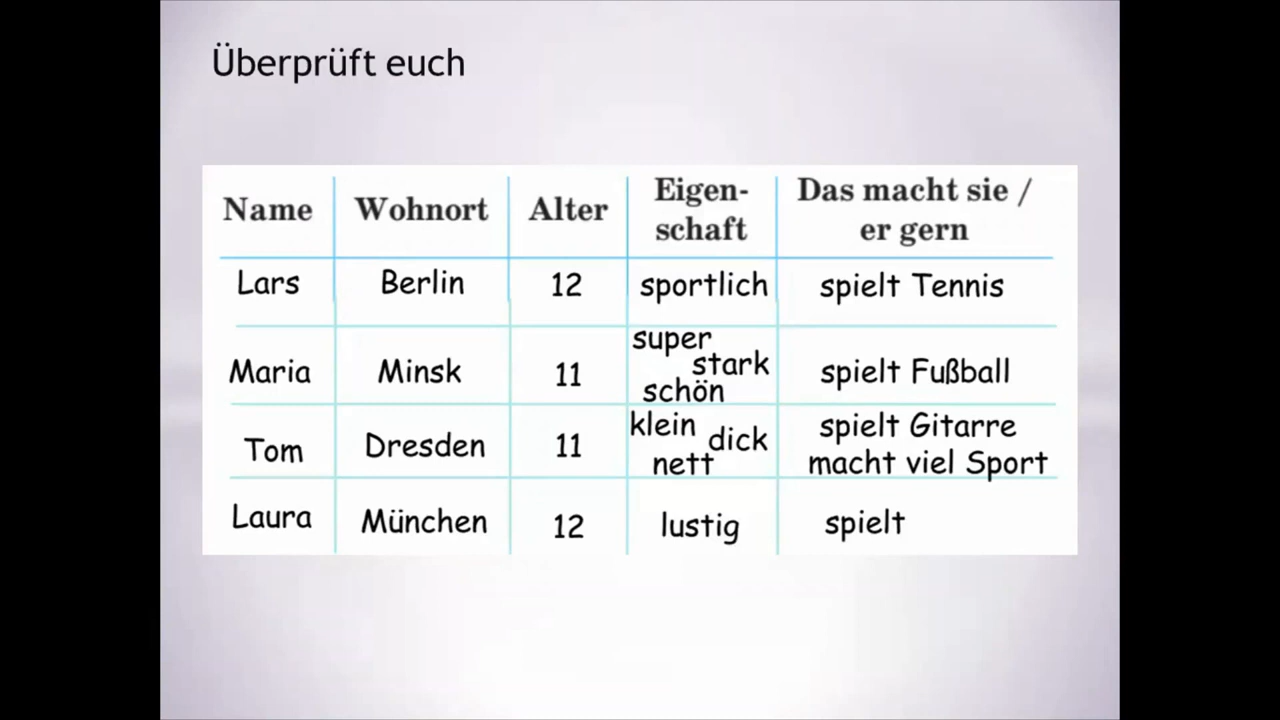 Überprüft euch
Name Wohnort Alter Eigen-
schaft Das macht sie /
er gern
Lars Berlin 12 sportlich spielt Tennis
Maria Minsk 11 super
stark
schön spielt Fußball
Tom Dresden 11 klein
dick
nett spielt Gitarre
macht viel Sport
Laura München 12 lustig spielt